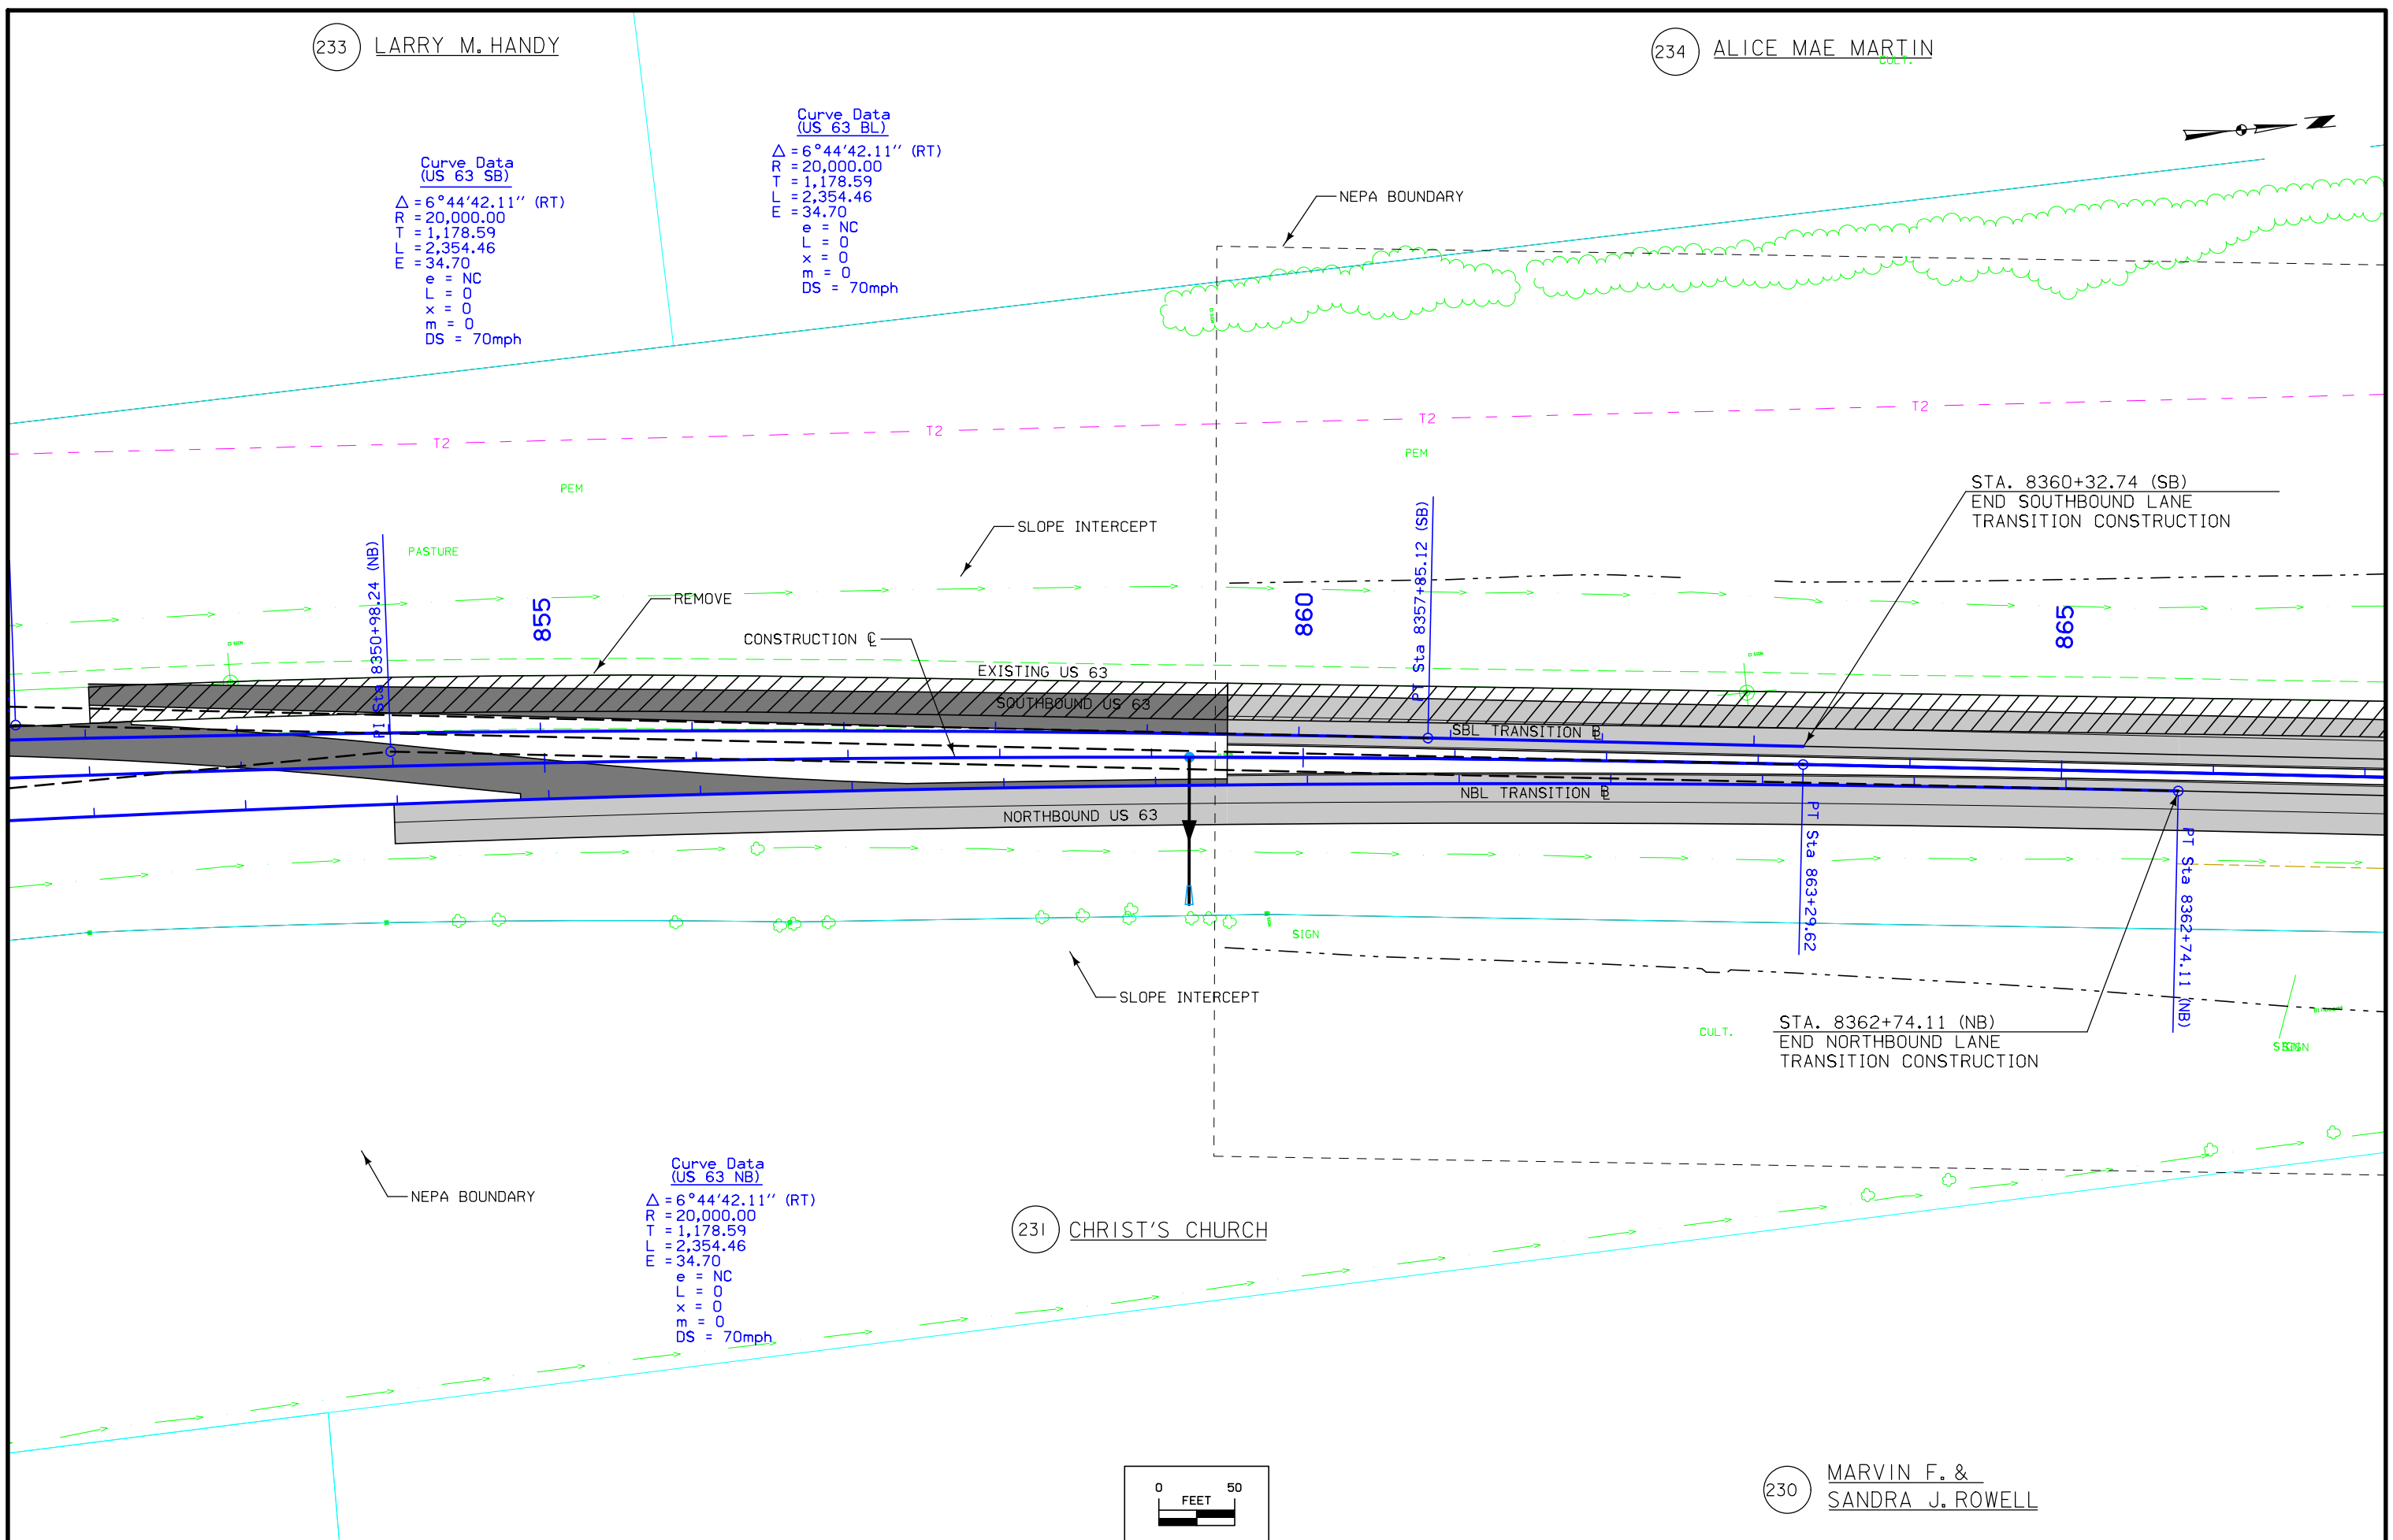 233 LARRY M. HANDY
234 ALICE MAE MARTIN
CULT.
Curve Data
(US 63 BL)
Δ = 6°44'42.11'' (RT)
R = 20,000.00
T = 1,178.59
L = 2,354.46
E = 34.70
e = NC
L = 0
x = 0
m = 0
DS = 70mph
Curve Data
(US 63 SB)
Δ = 6°44'42.11'' (RT)
R = 20,000.00
T = 1,178.59
L = 2,354.46
E = 34.70
e = NC
L = 0
x = 0
m = 0
DS = 70mph
NEPA BOUNDARY
T2
T2
T2
T2
PEM
PEM
STA. 8360+32.74 (SB)
END SOUTHBOUND LANE
TRANSITION CONSTRUCTION
SLOPE INTERCEPT
PASTURE
PI Sta 8350+98.24 (NB)
PT Sta 8357+85.12 (SB)
855
860
865
REMOVE
CONSTRUCTION ℄
EXISTING US 63
SOUTHBOUND US 63
SBL TRANSITION BL
NBL TRANSITION BL
NORTHBOUND US 63
PT Sta 863+29.62
PT Sta 8362+74.11 (NB)
SIGN
SLOPE INTERCEPT
CULT.
STA. 8362+74.11 (NB)
END NORTHBOUND LANE
TRANSITION CONSTRUCTION
SIGN
NEPA BOUNDARY
Curve Data
(US 63 NB)
Δ = 6°44'42.11'' (RT)
R = 20,000.00
T = 1,178.59
L = 2,354.46
E = 34.70
e = NC
L = 0
x = 0
m = 0
DS = 70mph
231 CHRIST'S CHURCH
0 50
FEET
230 MARVIN F. &
SANDRA J. ROWELL